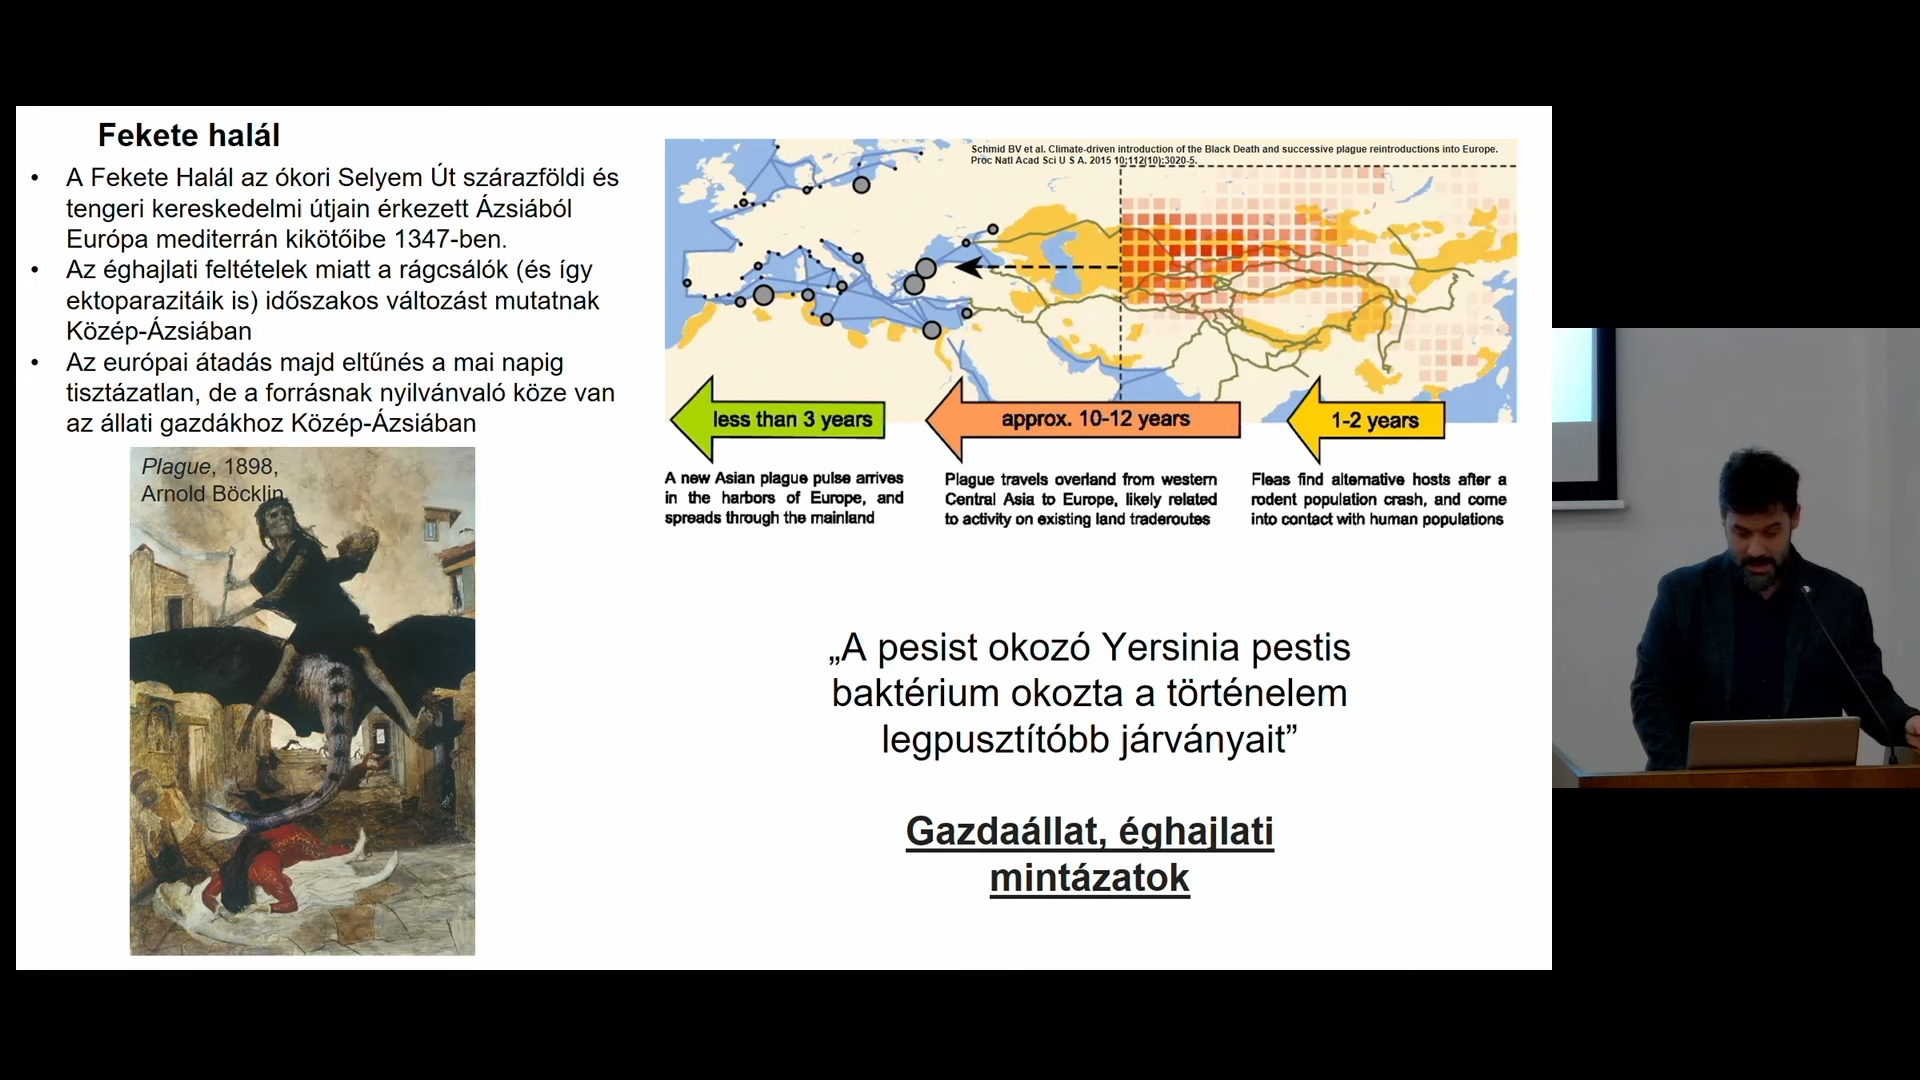 Fekete halál
• A Fekete Halál az ókori Selyem Út szárazföldi és
tengeri kereskedelmi útjain érkezett Ázsiából
Európa mediterrán kikötőibe 1347-ben.
• Az éghajlati feltételek miatt a rágcsálók (és így
ektoparazitáik is) időszakos változást mutatnak
Közép-Ázsiában
• Az európai átadás majd eltűnés a mai napig
tisztázatlan, de a forrásnak nyilvánvaló köze van
az állati gazdákhoz Közép-Ázsiában
Plague, 1898,
Arnold Böcklin
Schmid BV et al. Climate-driven introduction of the Black Death and successive plague reintroductions into Europe.
Proc Natl Acad Sci U S A. 2015 10;112(10):3020-5.
less than 3 years
approx. 10-12 years
1-2 years
A new Asian plague pulse arrives
in the harbors of Europe, and
spreads through the mainland
Plague travels overland from western
Central Asia to Europe, likely related
to activity on existing land traderoutes
Fleas find alternative hosts after a
rodent population crash, and come
into contact with human populations
„A pesist okozó Yersinia pestis
baktérium okozta a történelem
legpusztítóbb járványait”
Gazdaállat, éghajlati
mintázatok